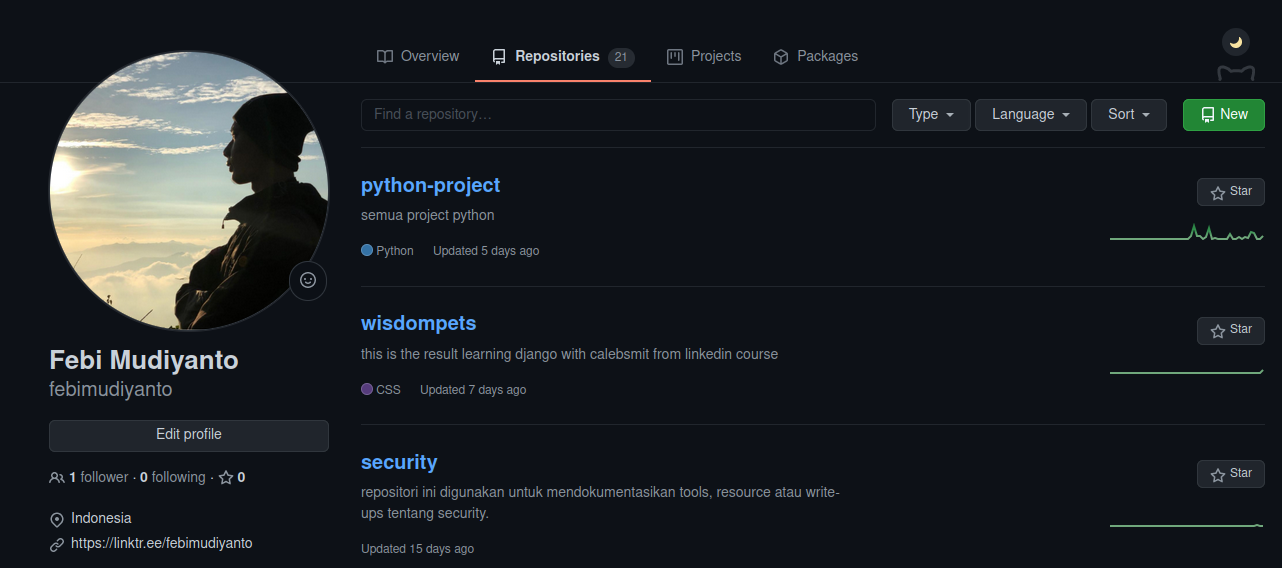 Overview
Repositories 21
Projects
Packages
Find a repository…
Type
Language
Sort
New
Febi Mudiyanto
febimudiyanto
Edit profile
1 follower · 0 following · 0
Indonesia
https://linktr.ee/febimudiyanto
python-project
Star
semua project python
Python Updated 5 days ago
wisdompets
Star
this is the result learning django with calebsmit from linkedin course
CSS Updated 7 days ago
security
Star
repositori ini digunakan untuk mendokumentasikan tools, resource atau write-
ups tentang security.
Updated 15 days ago